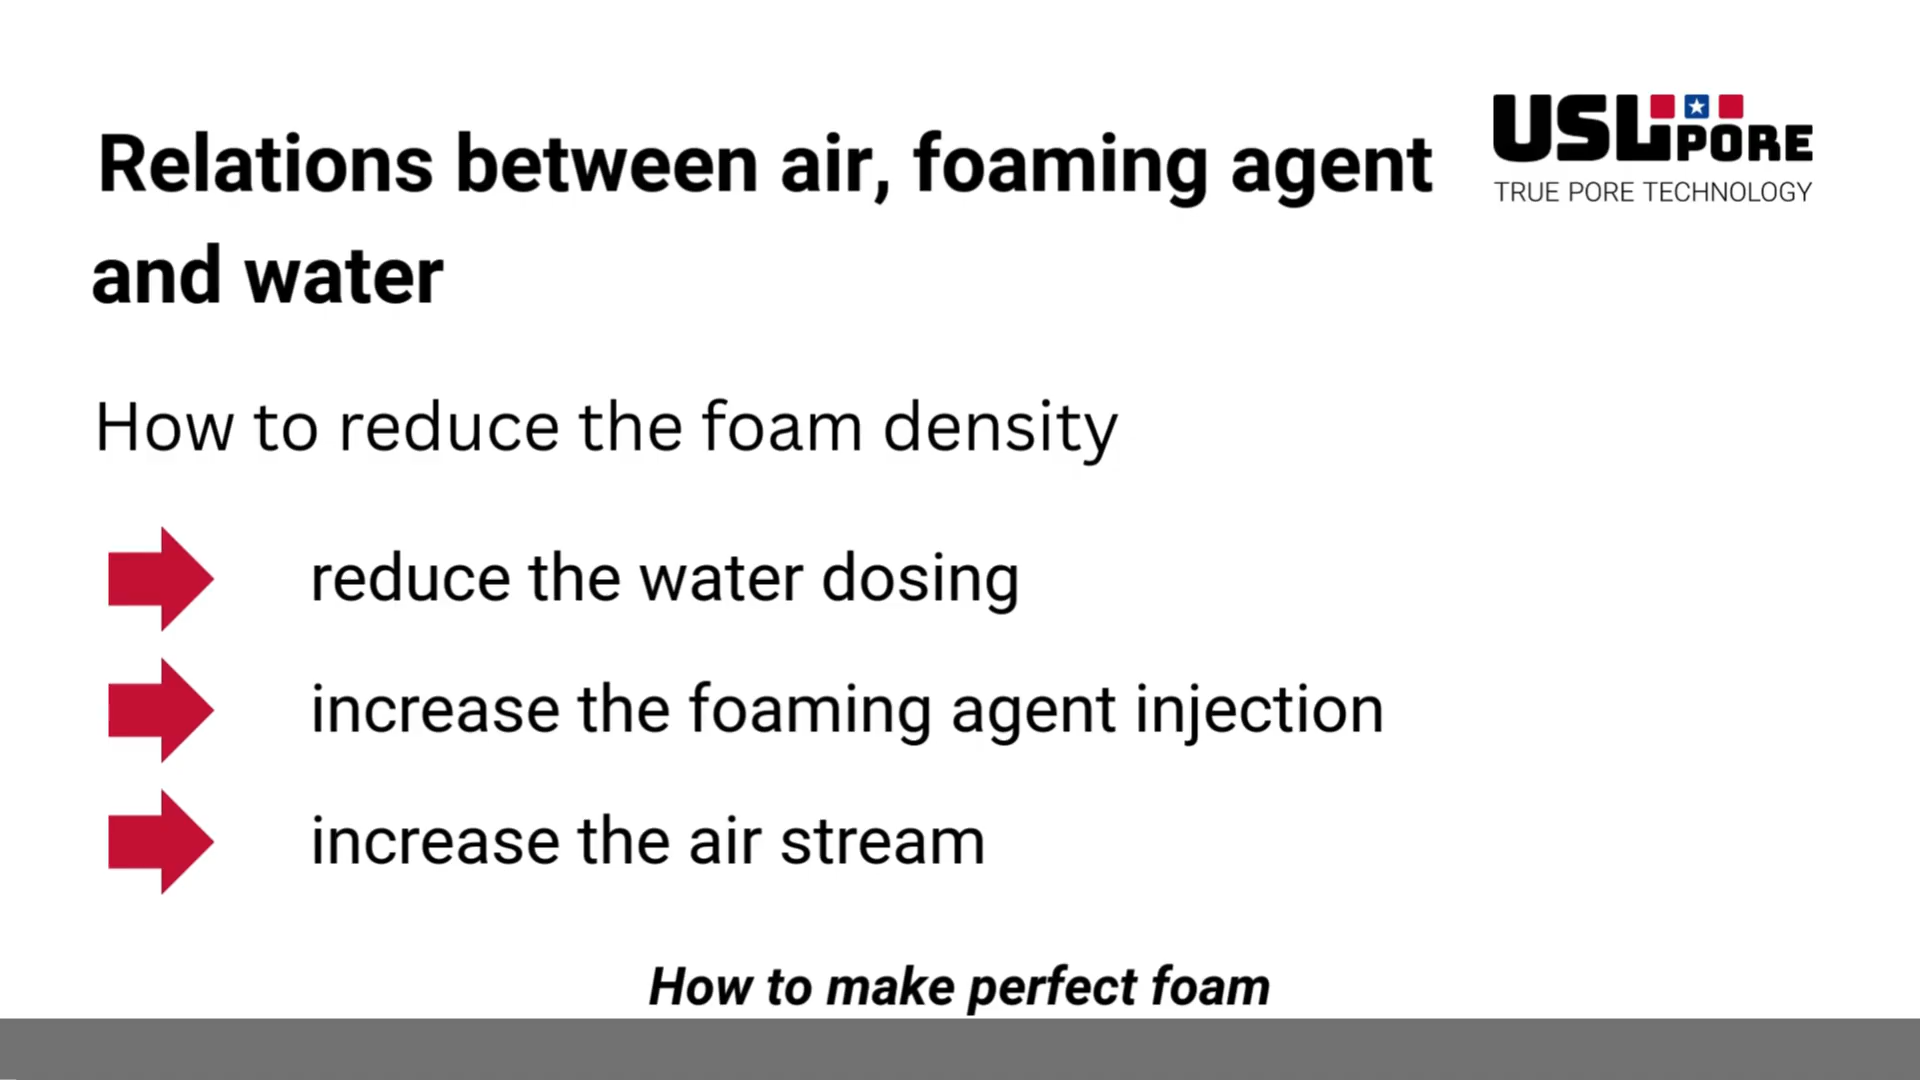 Relations between air, foaming agent
and water
USLPORE
TRUE PORE TECHNOLOGY
How to reduce the foam density
reduce the water dosing
increase the foaming agent injection
increase the air stream
How to make perfect foam